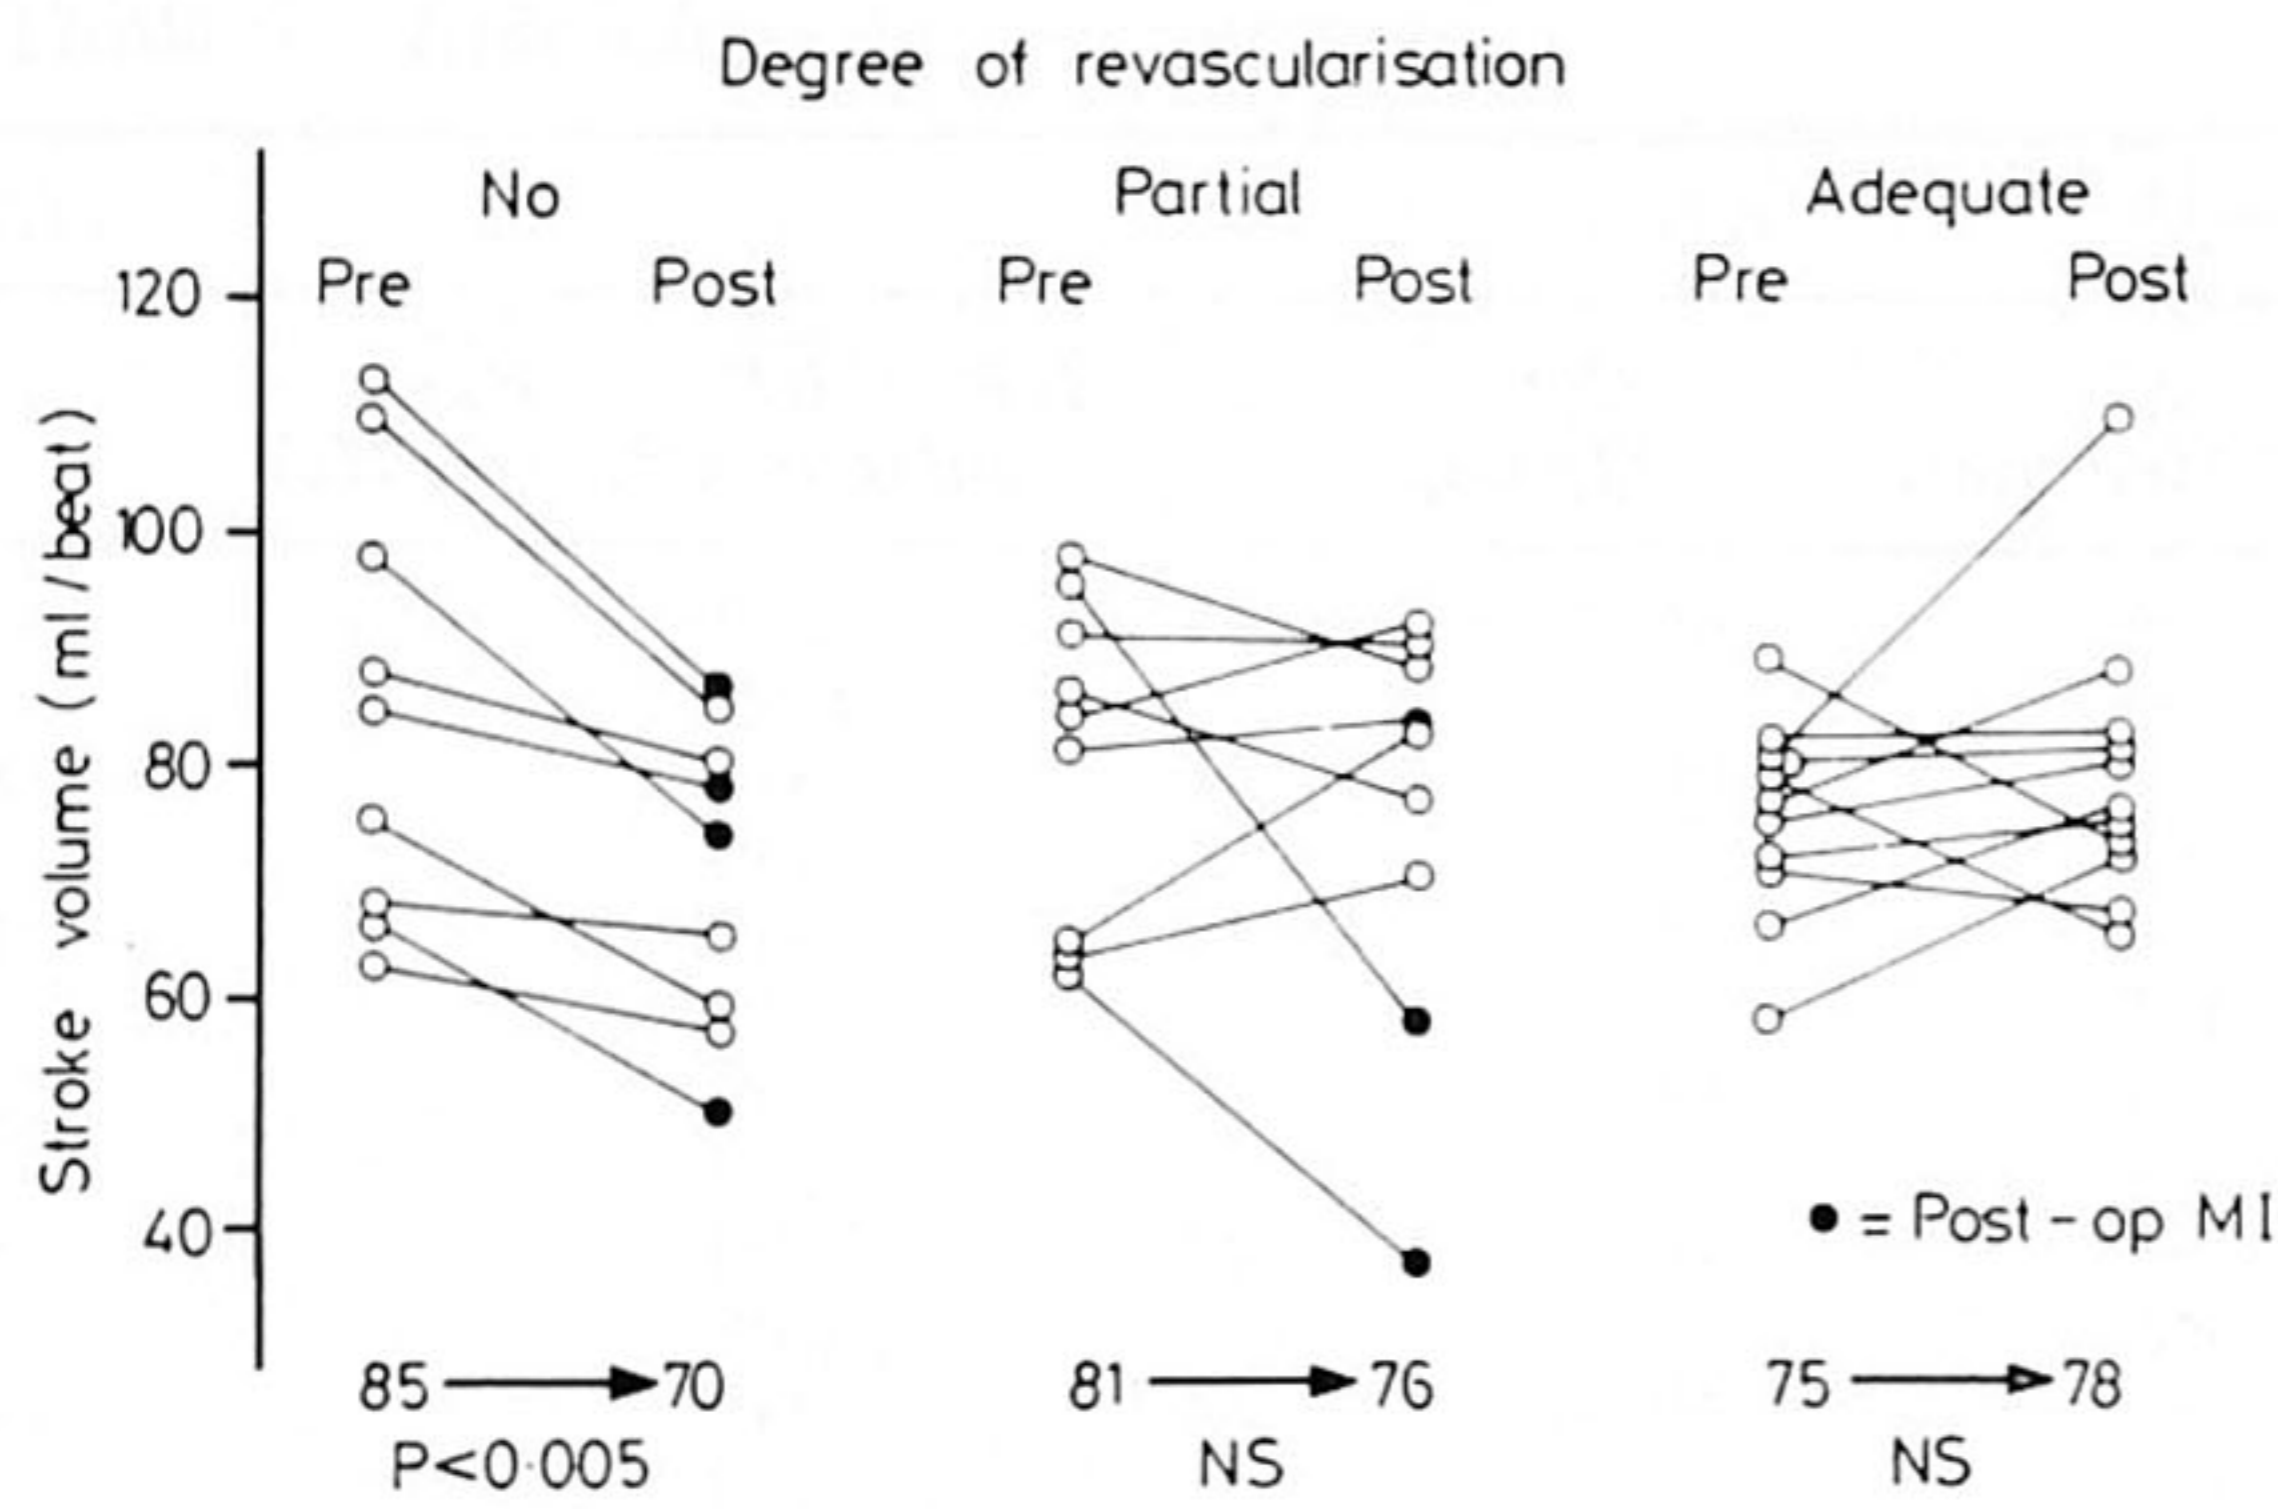 Degree of revascularisation
No Partial Adequate
Pre Post Pre Post Pre Post
120
100
80
60
40
Stroke volume (ml/beat)
● = Post-op MI
85 → 70 81 → 76 75 → 78
P<0·005 NS NS